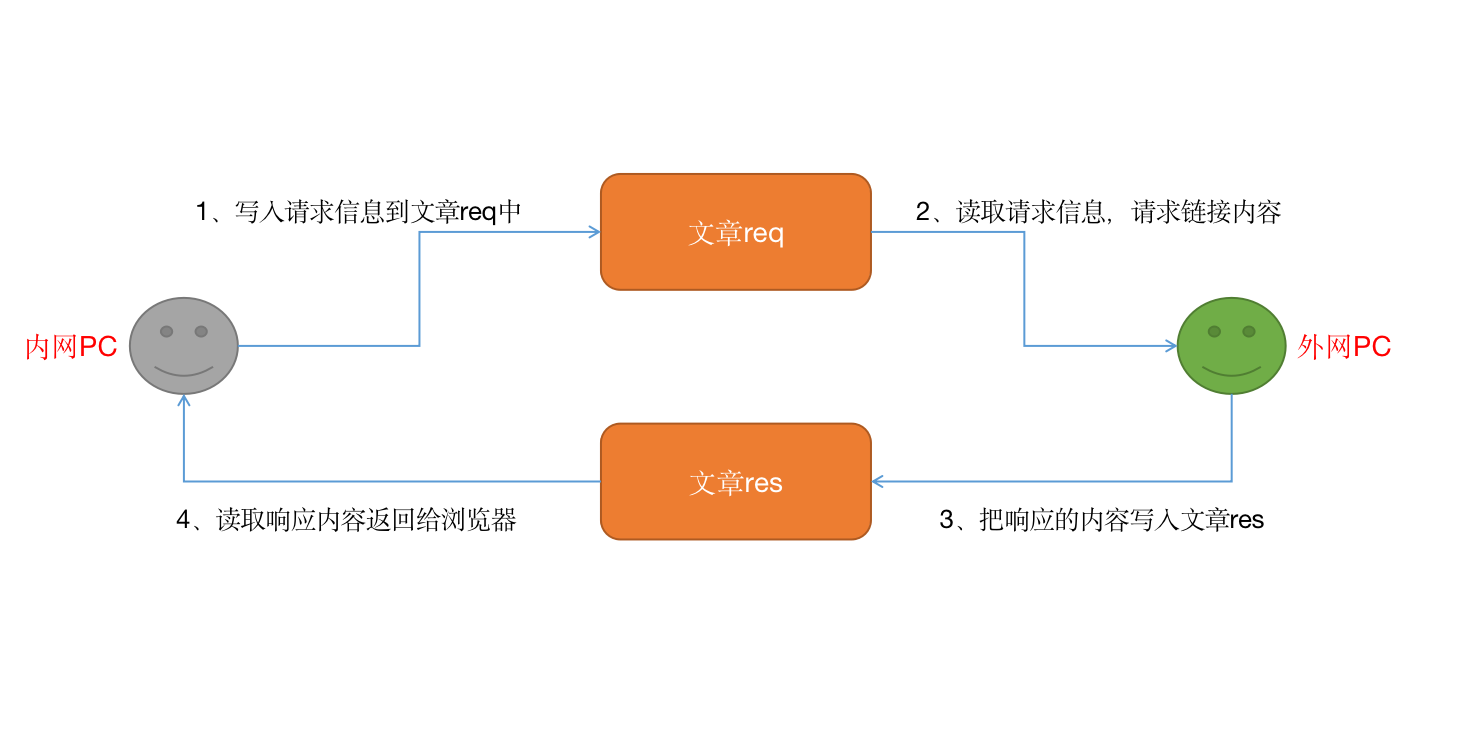 1、写入请求信息到文章req中
2、读取请求信息，请求链接内容
文章req
内网PC
外网PC
文章res
4、读取响应内容返回给浏览器
3、把响应的内容写入文章res